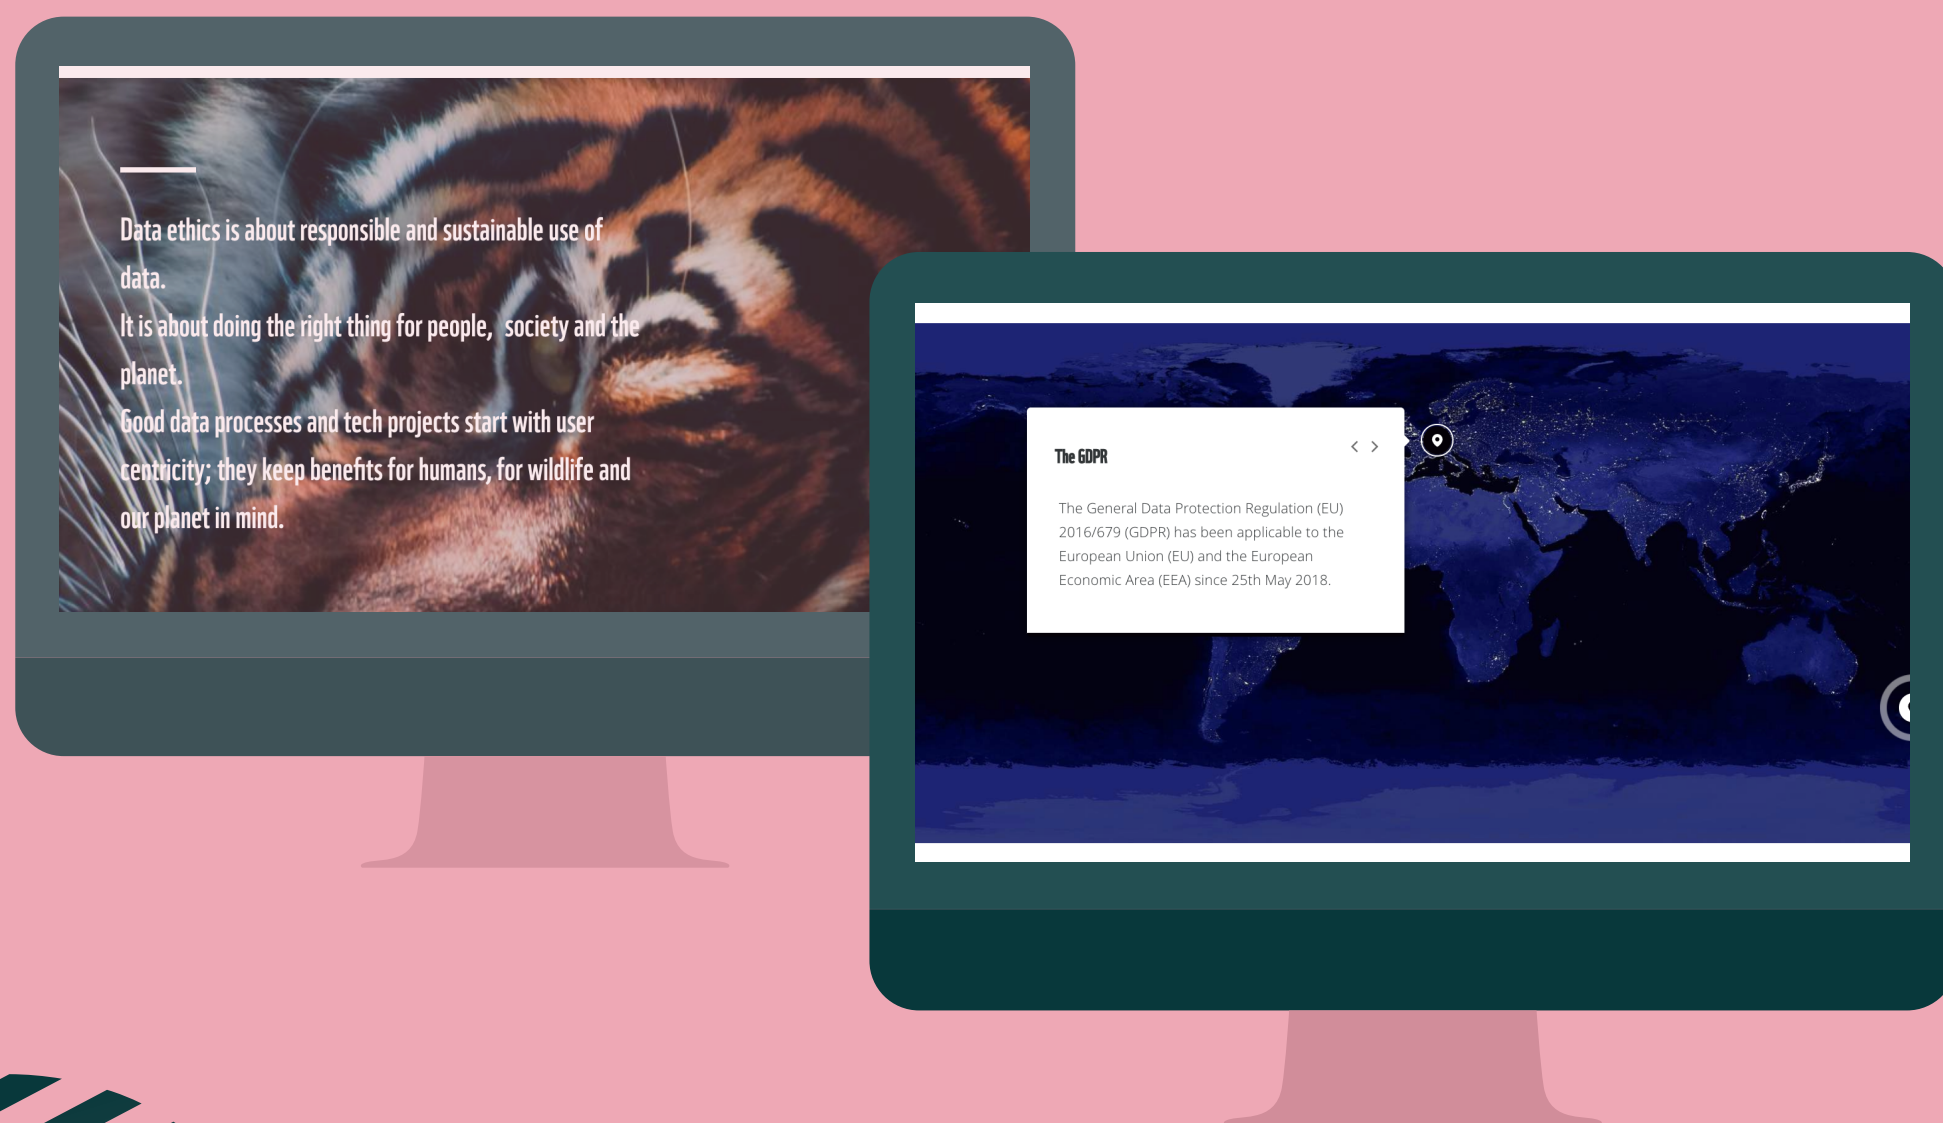 Data ethics is about responsible and sustainable use of
data.
It is about doing the right thing for people, society and the
planet.
Good data processes and tech projects start with user
centricity; they keep benefits for humans, for wildlife and
our planet in mind.
The GDPR
The General Data Protection Regulation (EU)
2016/679 (GDPR) has been applicable to the
European Union (EU) and the European
Economic Area (EEA) since 25th May 2018.